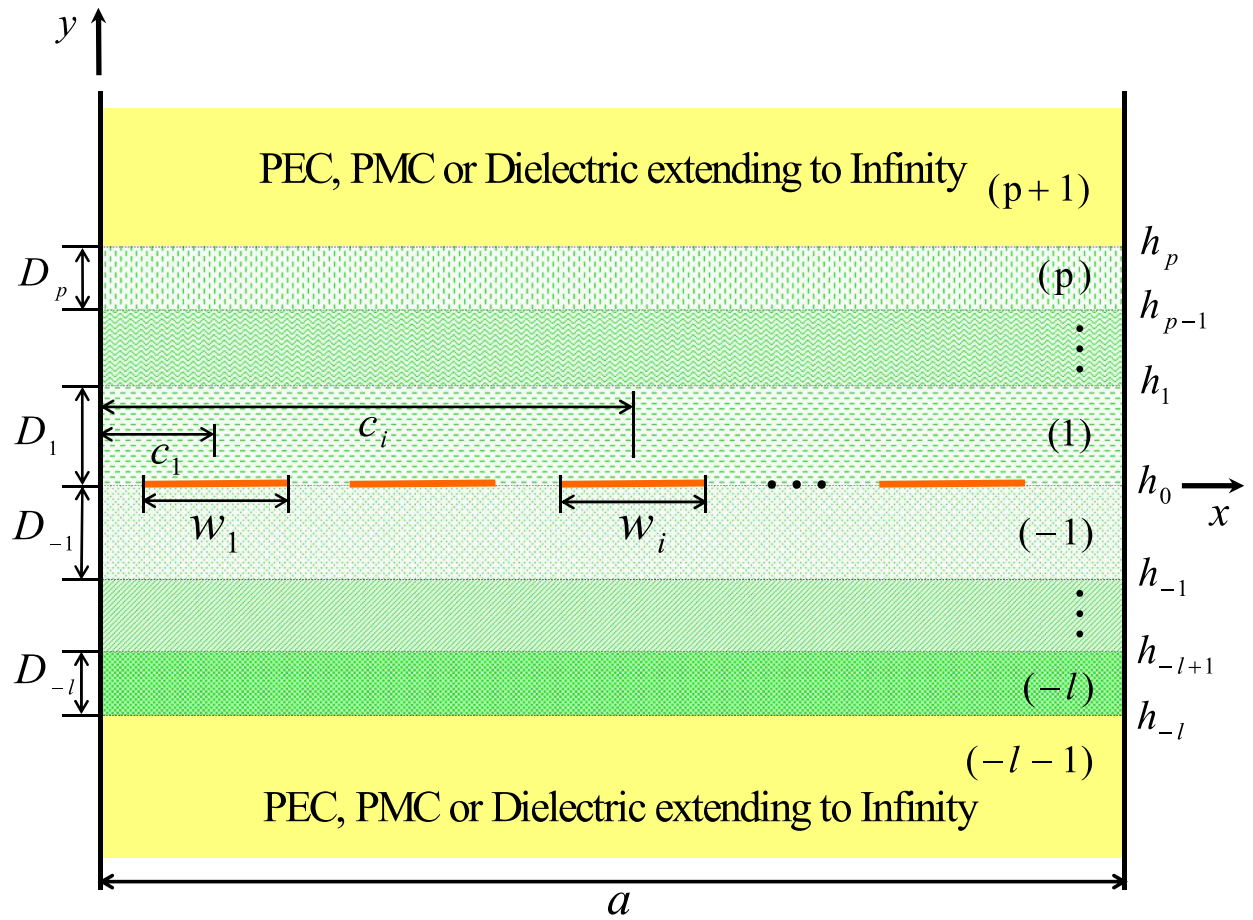 y
PEC, PMC or Dielectric extending to Infinity
(p+1)
h_p
D_p
(p)
h_{p-1}
h_1
D_1
c_i
c_1
(1)
h_0
x
D_{-1}
w_1
w_i
(-1)
h_{-1}
h_{-l+1}
D_{-l}
(-l)
h_{-l}
(-l-1)
PEC, PMC or Dielectric extending to Infinity
a